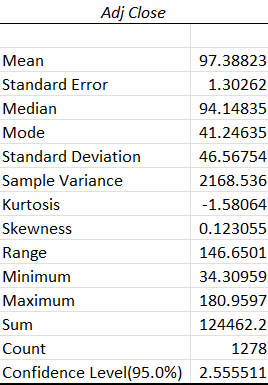 Adj Close
Mean 97.38823
Standard Error 1.30262
Median 94.14835
Mode 41.24635
Standard Deviation 46.56754
Sample Variance 2168.536
Kurtosis -1.58064
Skewness 0.123055
Range 146.6501
Minimum 34.30959
Maximum 180.9597
Sum 124462.2
Count 1278
Confidence Level(95.0%) 2.555511